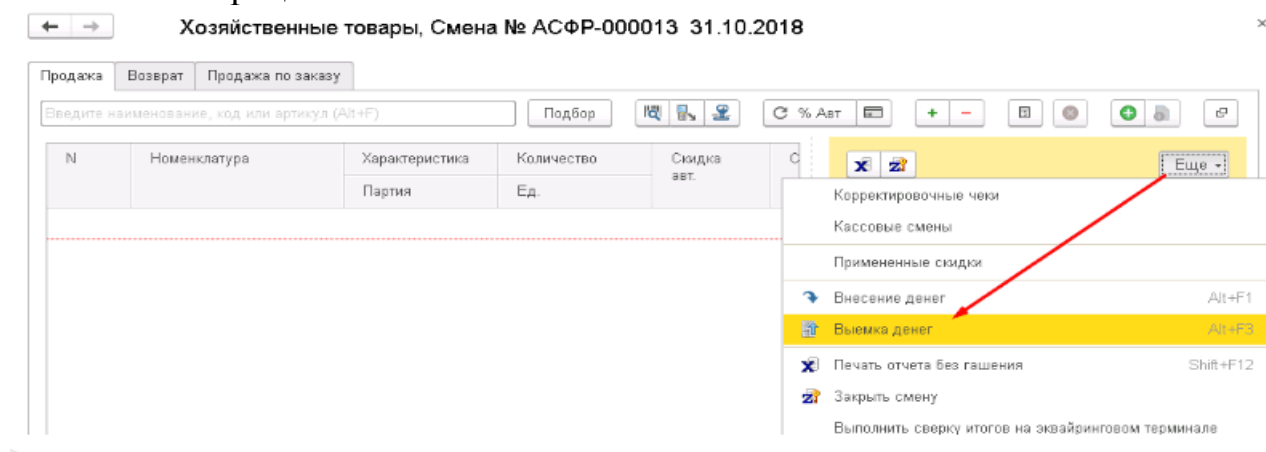 Хозяйственные товары, Смена № АСФР-000013 31.10.2018
Продажа Возврат Продажа по заказу
Введите наименование, код или артикул (Alt+F) Подбор % Авт + −
N Номенклатура Характеристика Количество Скидка авт. С
Партия Ед.
Еще
Корректировочные чеки
Кассовые смены
Примененные скидки
Внесение денег Alt+F1
Выемка денег Alt+F3
Печать отчета без гашения Shift+F12
Закрыть смену
Выполнить сверку итогов на эквайринговом терминале